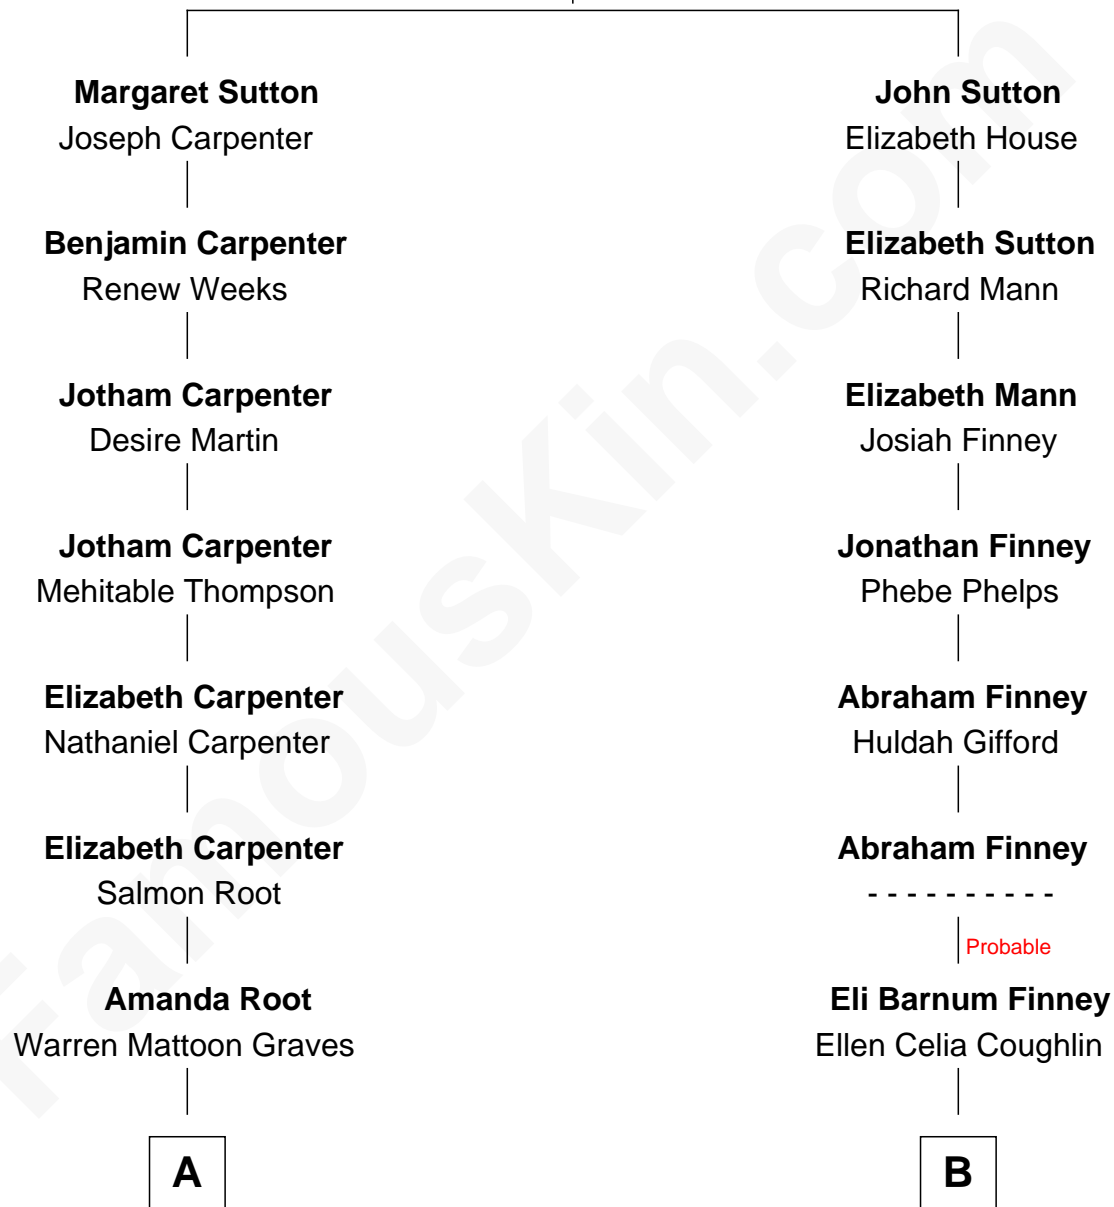 Margaret Sutton
Joseph Carpenter
Benjamin Carpenter
Renew Weeks
Jotham Carpenter
Desire Martin
Jotham Carpenter
Mehitable Thompson
Elizabeth Carpenter
Nathaniel Carpenter
Elizabeth Carpenter
Salmon Root
Amanda Root
Warren Mattoon Graves
A
John Sutton
Elizabeth House
Elizabeth Sutton
Richard Mann
Elizabeth Mann
Josiah Finney
Jonathan Finney
Phebe Phelps
Abraham Finney
Huldah Gifford
Abraham Finney
- - - - - - - - - -
Probable
Eli Barnum Finney
Ellen Celia Coughlin
B
FamousKin.com